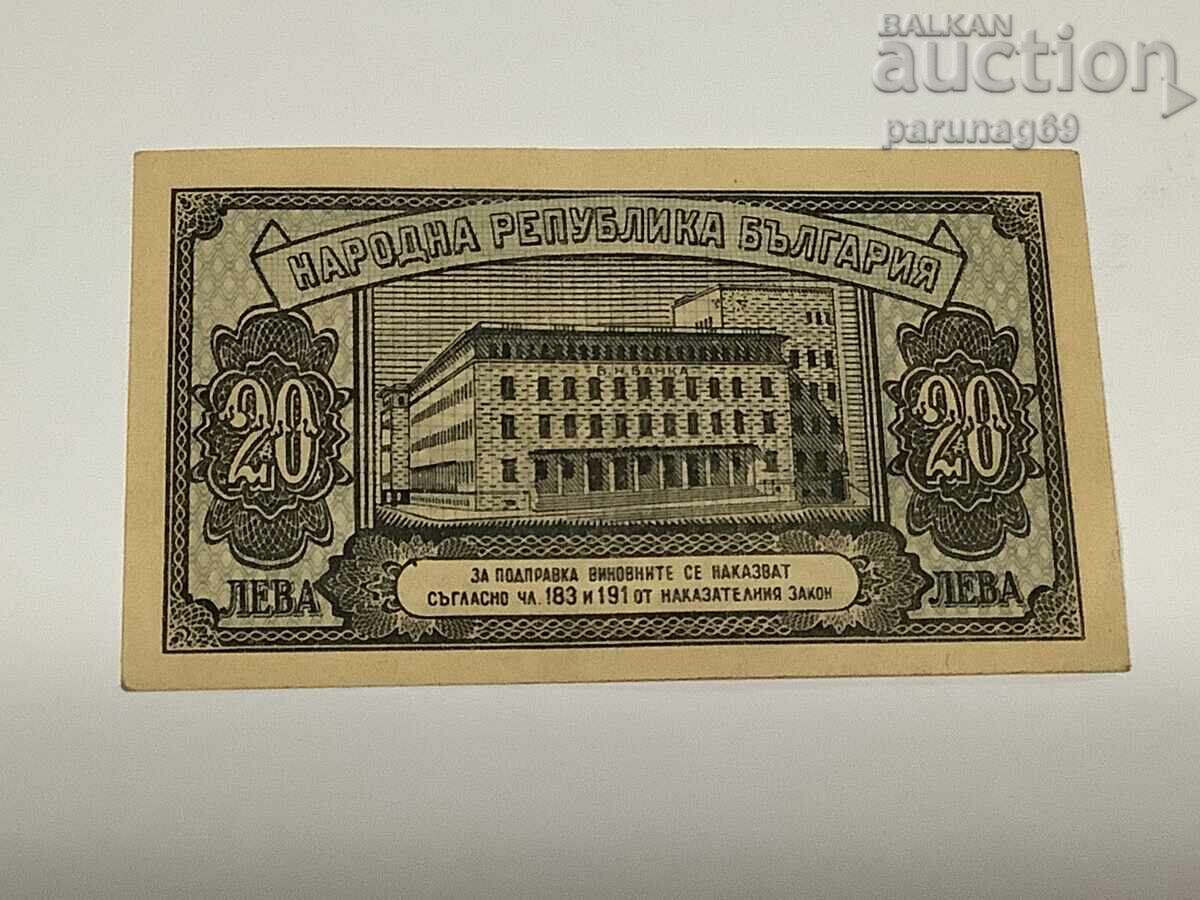 BALKAN
auction
parunag69
НАРОДНА РЕПУБЛИКА БЪЛГАРИЯ
Б.Н.БАНКА
20
20
ЛЕВА
ЛЕВА
ЗА ПОДПРАВКА ВИНОВНИТЕ СЕ НАКАЗВАТ
СЪГЛАСНО ЧЛ. 183 И 191 ОТ НАКАЗАТЕЛНИЯ ЗАКОН